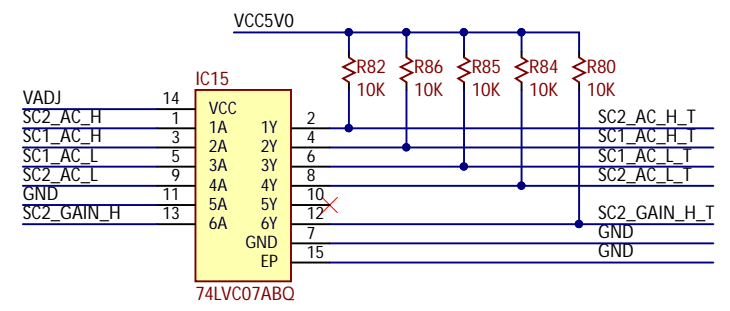 VCC5V0
R82 R86 R85 R84 R80
10K 10K 10K 10K 10K
IC15
VADJ 14 VCC
SC2_AC_H 1 1A 1Y 2 SC2_AC_H_T
SC1_AC_H 3 2A 2Y 4 SC1_AC_H_T
SC1_AC_L 5 3A 3Y 6 SC1_AC_L_T
SC2_AC_L 9 4A 4Y 8 SC2_AC_L_T
GND 11 5A 5Y 10
SC2_GAIN_H 13 6A 6Y 12 SC2_GAIN_H_T
GND 7 GND
EP 15 GND
74LVC07ABQ